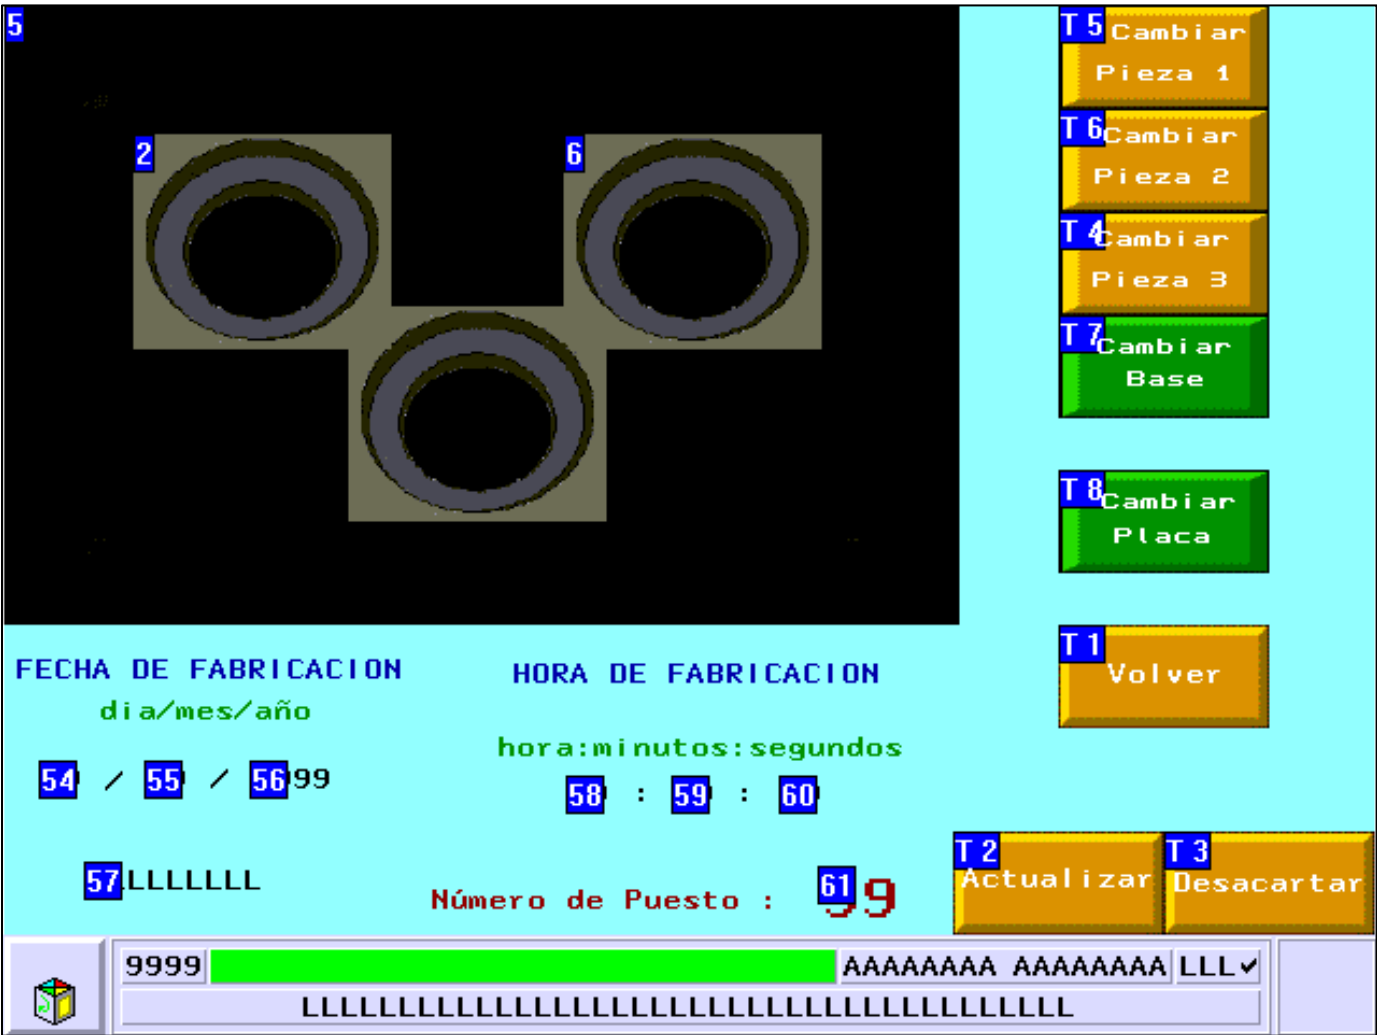 5
2
6
T 5 Cambiar
Pieza 1
T 6 Cambiar
Pieza 2
T 4 Cambiar
Pieza 3
T 7 Cambiar
Base
T 8 Cambiar
Placa
T 1
Volver
FECHA DE FABRICACION
dia/mes/año
54 / 55 / 56 99
HORA DE FABRICACION
hora:minutos:segundos
58 : 59 : 60
57 LLLLLLL
Número de Puesto : 61 9
T 2
Actualizar
T 3
Desacartar
9999
AAAAAAAA AAAAAAAA LLL
LLLLLLLLLLLLLLLLLLLLLLLLLLLLLLLLLLLLLLLL